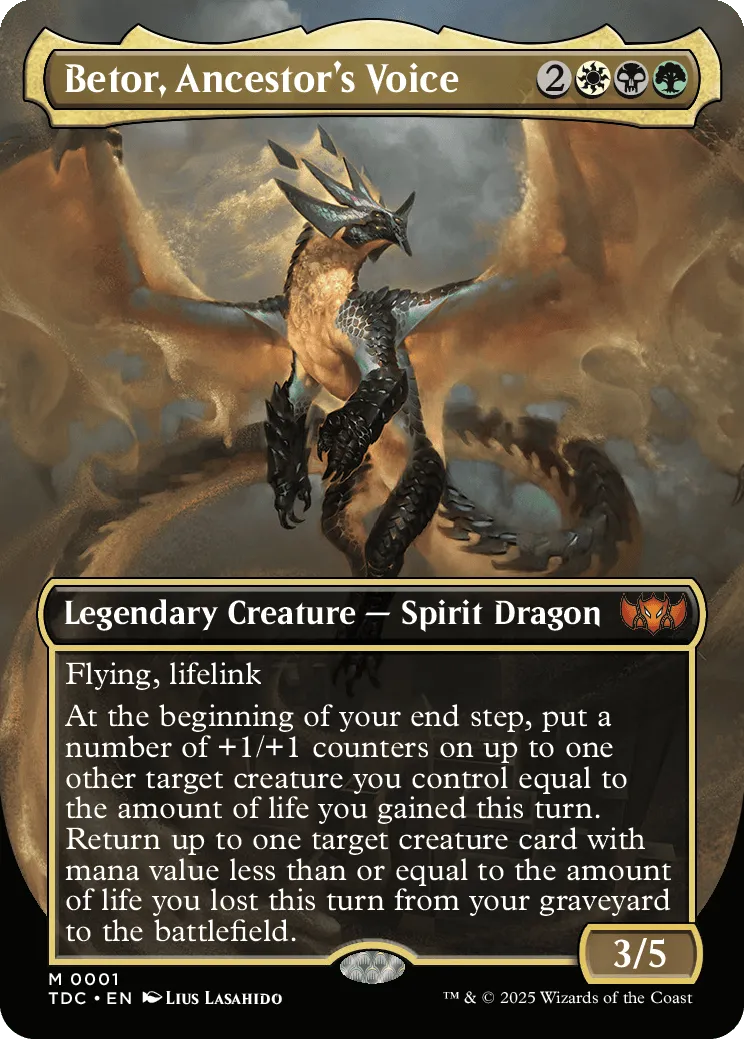 Betor, Ancestor's Voice 2
Legendary Creature — Spirit Dragon
Flying, lifelink
At the beginning of your end step, put a
number of +1/+1 counters on up to one
other target creature you control equal to
the amount of life you gained this turn.
Return up to one target creature card with
mana value less than or equal to the amount
of life you lost this turn from your graveyard
to the battlefield.
3/5
M 0001
TDC • EN Lius Lasahido
™ & © 2025 Wizards of the Coast